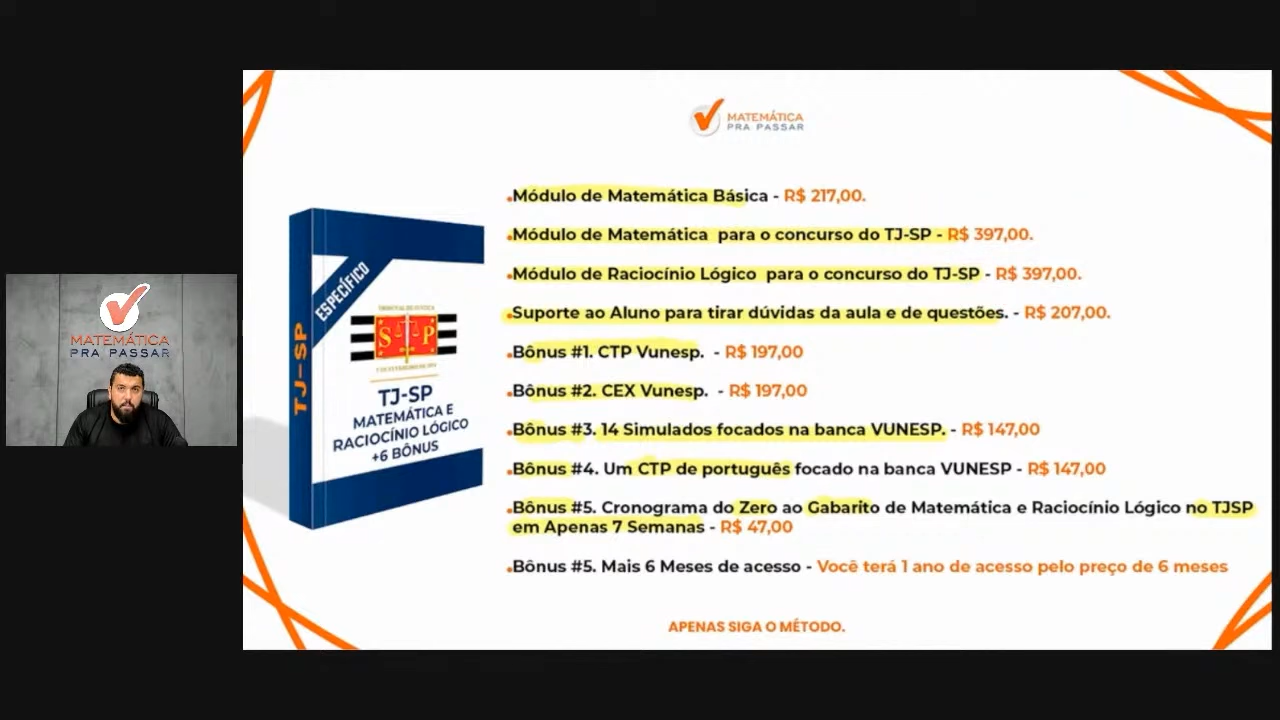 MATEMÁTICA
PRA PASSAR
MATEMÁTICA
PRA PASSAR
TJ-SP
ESPECÍFICO
TRIBUNAL DE JUSTIÇA
S P
TJ-SP
MATEMÁTICA E
RACIOCÍNIO LÓGICO
+6 BÔNUS
Módulo de Matemática Básica - R$ 217,00.
Módulo de Matemática para o concurso do TJ-SP - R$ 397,00.
Módulo de Raciocínio Lógico para o concurso do TJ-SP - R$ 397,00.
Suporte ao Aluno para tirar dúvidas da aula e de questões. - R$ 207,00.
Bônus #1. CTP Vunesp. - R$ 197,00
Bônus #2. CEX Vunesp. - R$ 197,00
Bônus #3. 14 Simulados focados na banca VUNESP. - R$ 147,00
Bônus #4. Um CTP de português focado na banca VUNESP - R$ 147,00
Bônus #5. Cronograma do Zero ao Gabarito de Matemática e Raciocínio Lógico no TJSP
em Apenas 7 Semanas - R$ 47,00
Bônus #5. Mais 6 Meses de acesso - Você terá 1 ano de acesso pelo preço de 6 meses
APENAS SIGA O MÉTODO.